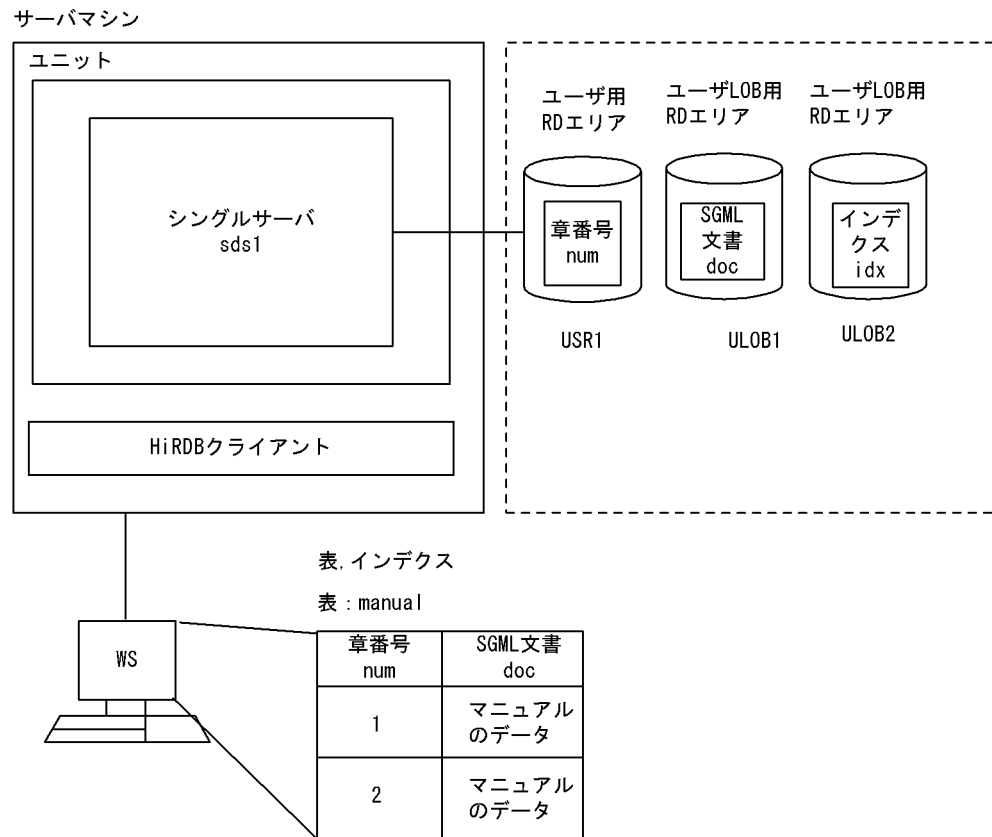 サーバマシン
ユニット
シングルサーバ
sds1
HiRDBクライアント
ユーザ用
RDエリア
ユーザLOB用
RDエリア
ユーザLOB用
RDエリア
章番号
num
SGML
文書
doc
インデ
クス
idx
USR1
ULOB1
ULOB2
WS
表,インデクス
表：manual
章番号
num
SGML文書
doc
1
マニュアル
のデータ
2
マニュアル
のデータ